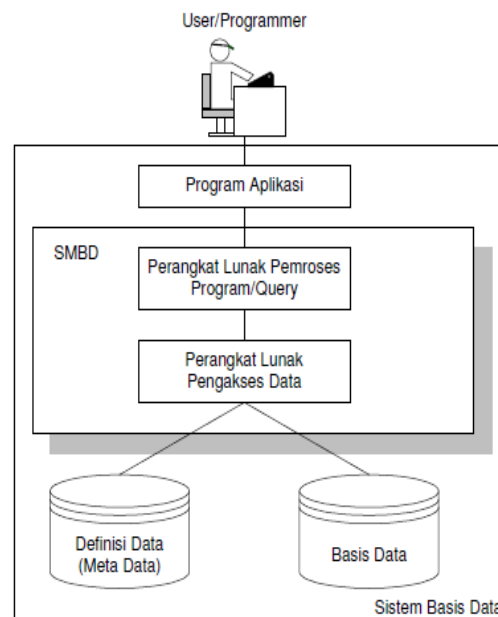 User/Programmer
Program Aplikasi
SMBD
Perangkat Lunak Pemroses
Program/Query
Perangkat Lunak
Pengakses Data
Definisi Data
(Meta Data)
Basis Data
Sistem Basis Data